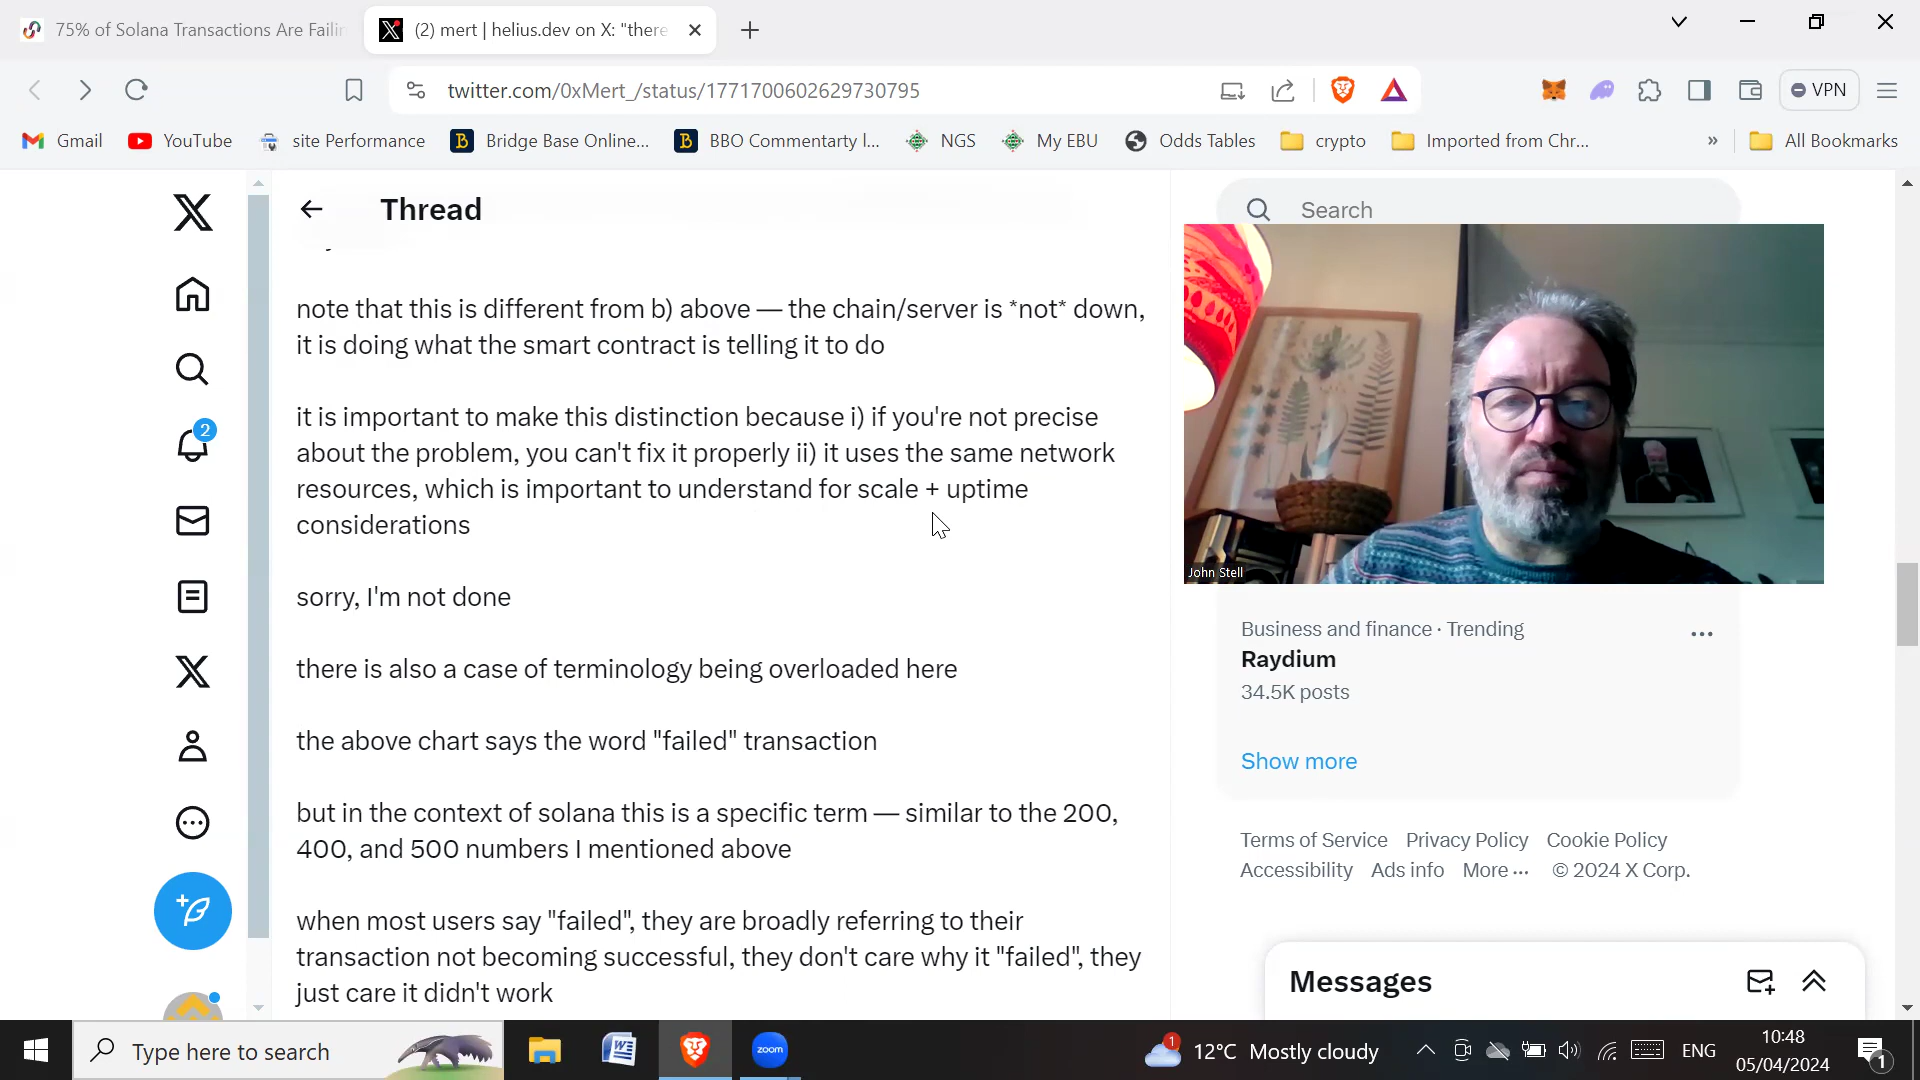 75% of Solana Transactions Are Failin
(2) mert | helius.dev on X: "there
twitter.com/0xMert_/status/1771700602629730795
VPN
Gmail
YouTube
site Performance
Bridge Base Online...
BBO Commentarty l...
NGS
My EBU
Odds Tables
crypto
Imported from Chr...
»
All Bookmarks
Thread
Search
note that this is different from b) above — the chain/server is *not* down,
it is doing what the smart contract is telling it to do
it is important to make this distinction because i) if you're not precise
about the problem, you can't fix it properly ii) it uses the same network
resources, which is important to understand for scale + uptime
considerations
sorry, I'm not done
there is also a case of terminology being overloaded here
the above chart says the word "failed" transaction
but in the context of solana this is a specific term — similar to the 200,
400, and 500 numbers I mentioned above
when most users say "failed", they are broadly referring to their
transaction not becoming successful, they don't care why it "failed", they
just care it didn't work
2
John Stell
Business and finance · Trending
Raydium
34.5K posts
Show more
Terms of Service Privacy Policy Cookie Policy
Accessibility Ads info More ··· © 2024 X Corp.
Messages
Type here to search
zoom
1
12°C Mostly cloudy
ENG
10:48
05/04/2024
1